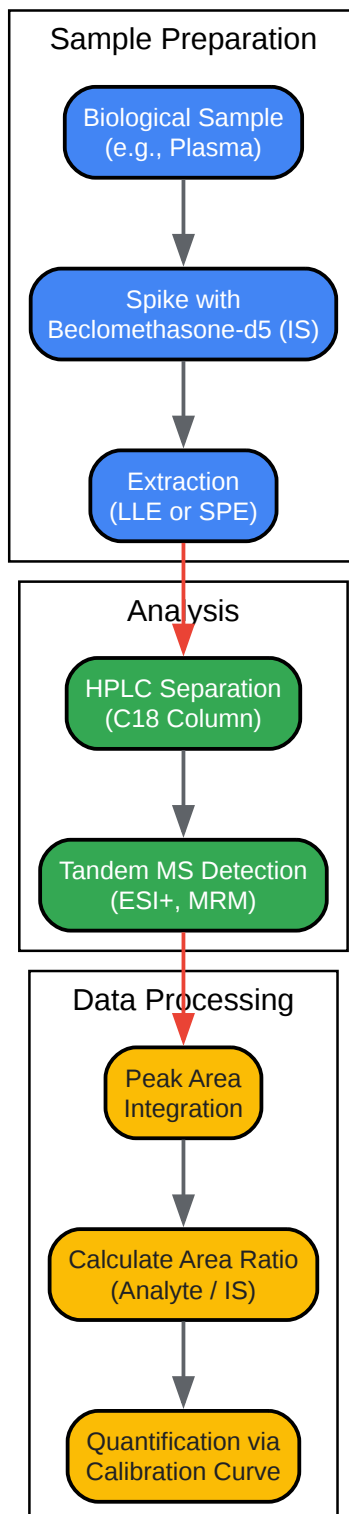 Sample Preparation
Biological Sample
(e.g., Plasma)
Spike with
Beclomethasone-d5 (IS)
Extraction
(LLE or SPE)
Analysis
HPLC Separation
(C18 Column)
Tandem MS Detection
(ESI+, MRM)
Data Processing
Peak Area
Integration
Calculate Area Ratio
(Analyte / IS)
Quantification via
Calibration Curve